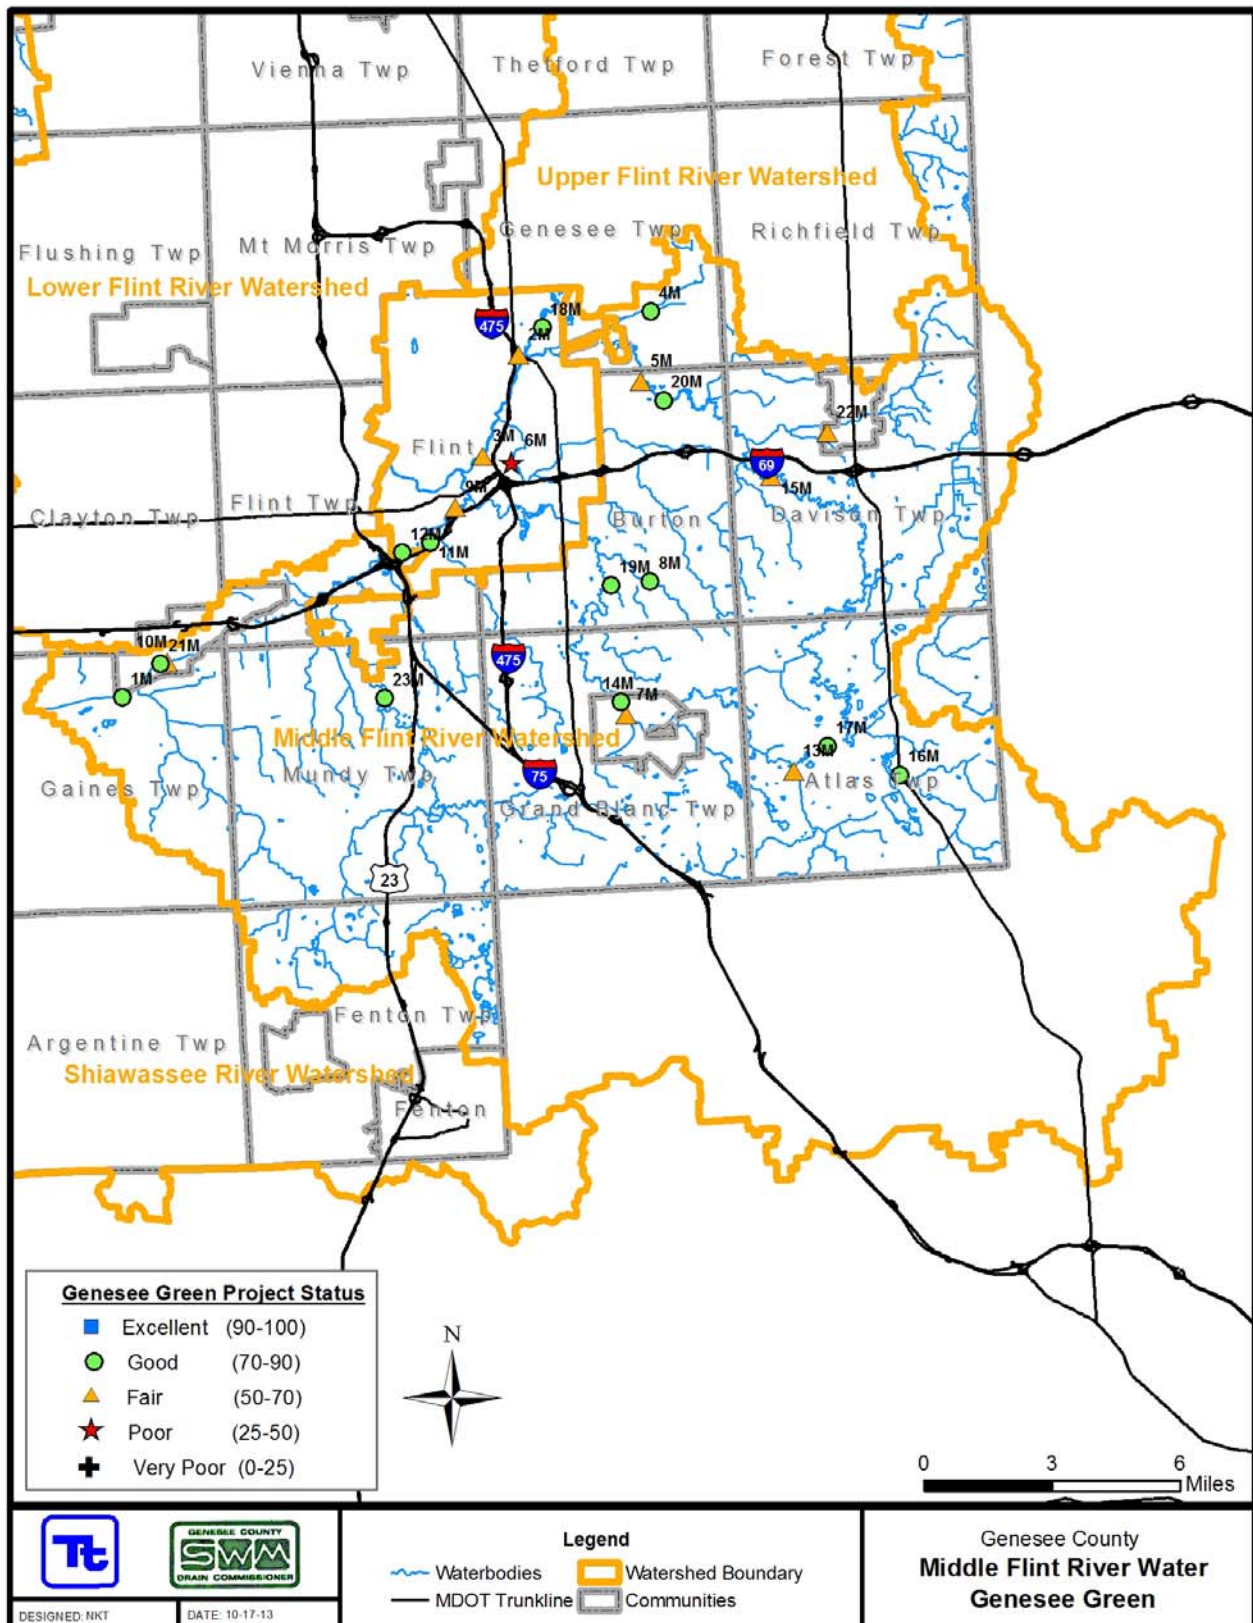 Vienna Twp
Thetford Twp
Forest Twp
Upper Flint River Watershed
Flushing Twp
Mt Morris Twp
Genesee Twp
Richfield Twp
Lower Flint River Watershed
475
18M
4M
2M
5M
20M
22M
Flint
3M
6M
69
9M
15M
Clayton Twp
Flint Twp
Burton
Davison Twp
12M
11M
19M
8M
10M
21M
475
1M
23M
14M
7M
Middle Flint River Watershed
17M
13M
16M
Gaines Twp
Mundy Twp
75
Atlas Twp
Grand Blanc Twp
23
Argentine Twp
Fenton Twp
Shiawassee River Watershed
Fenton
Genesee Green Project Status
Excellent (90-100)
Good (70-90)
Fair (50-70)
Poor (25-50)
Very Poor (0-25)
N
0 3 6
Miles
Tt
GENESEE COUNTY
SWM
DRAIN COMMISSIONER
DESIGNED: NKT
DATE: 10-17-13
Legend
Waterbodies
Watershed Boundary
MDOT Trunkline
Communities
Genesee County
Middle Flint River Water
Genesee Green